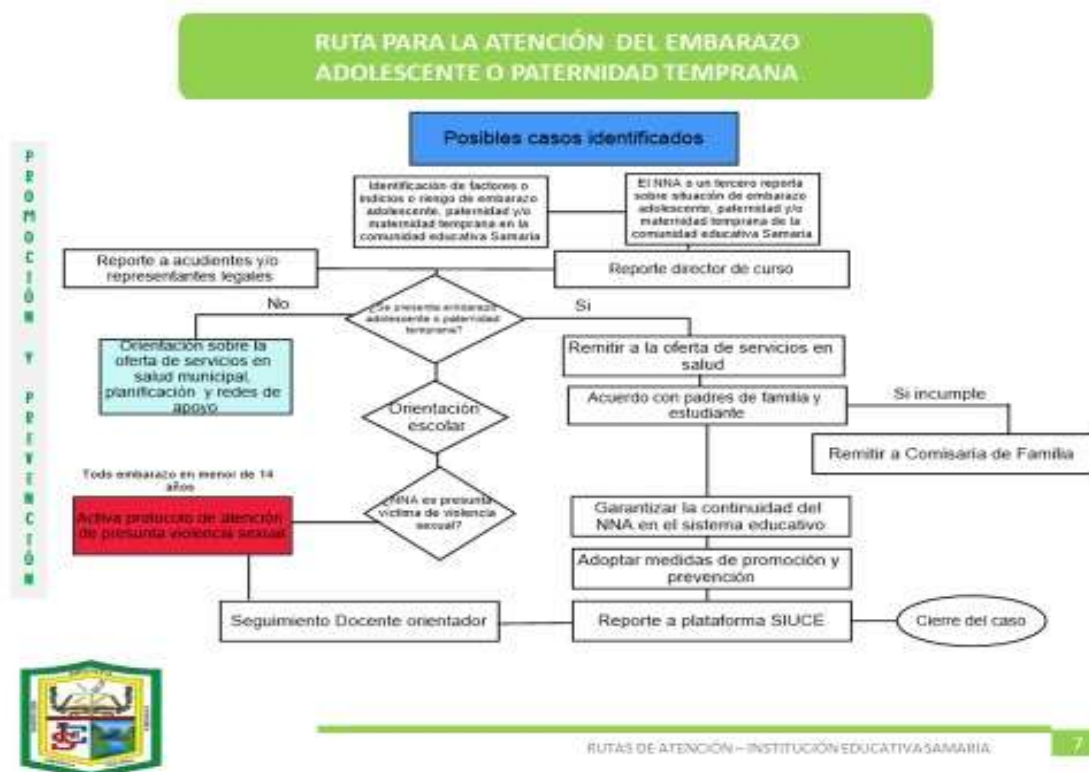 RUTA PARA LA ATENCIÓN DEL EMBARAZO
ADOLESCENTE O PATERNIDAD TEMPRANA
PROMOCIÓN Y PREVENCIÓN
Posibles casos identificados
Identificación de factores o
indicios o riesgo de embarazo
adolescente, paternidad y/o
maternidad temprana en la
comunidad educativa Samaria
El NNA o un tercero reporta
sobre situación de embarazo
adolescente, paternidad y/o
maternidad temprana de la
comunidad educativa Samaria
Reporte a acudientes y/o
representantes legales
Reporte director de curso
No
¿Se presenta embarazo
adolescente o paternidad
temprana?
Si
Orientación sobre la
oferta de servicios en
salud municipal,
planificación y redes de
apoyo
Remitir a la oferta de servicios en
salud
Orientación
escolar
Acuerdo con padres de familia y
estudiante
Si incumple
Remitir a Comisaria de Familia
Todo embarazo en menor de 14
años
Activa protocolo de atención
de presunta violencia sexual
¿NNA es presunta
víctima de violencia
sexual?
Garantizar la continuidad del
NNA en el sistema educativo
Adoptar medidas de promoción y
prevención
Seguimiento Docente orientador
Reporte a plataforma SIUCE
Cierre del caso
RUTAS DE ATENCIÓN – INSTITUCIÓN EDUCATIVA SAMARIA
7